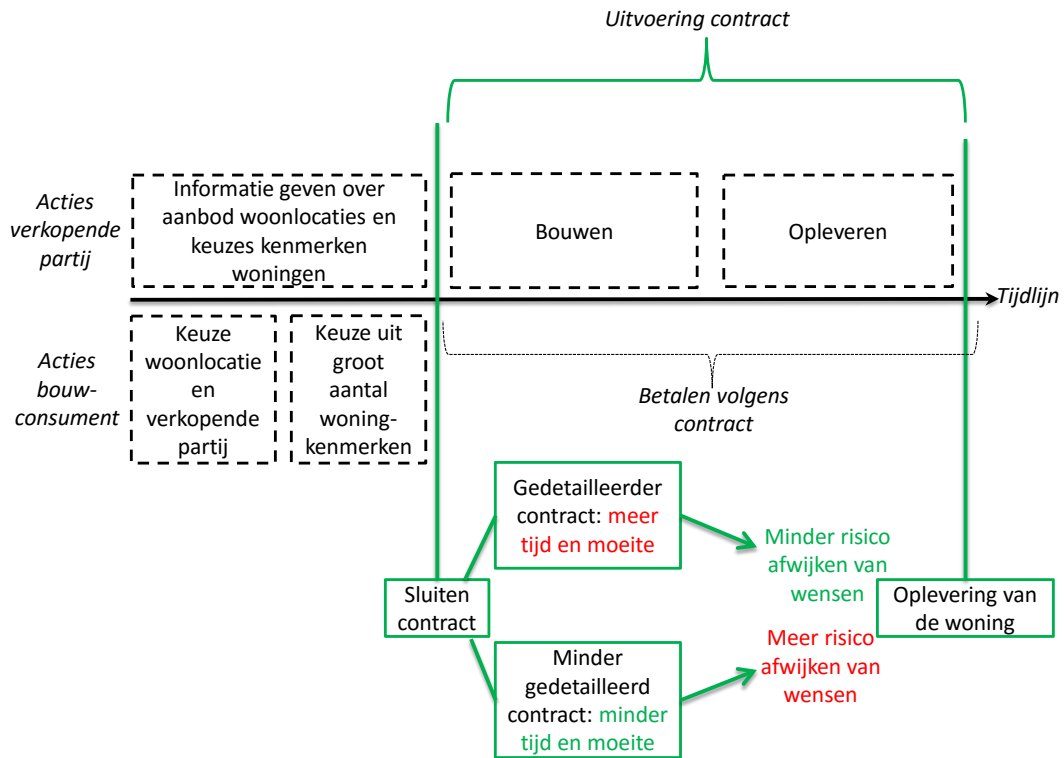 Uitvoering contract
Acties
verkopende
partij
Informatie geven over
aanbod woonlocaties en
keuzes kenmerken
woningen
Bouwen
Opleveren
Tijdlijn
Acties
bouw-
consument
Keuze
woonlocatie
en
verkopende
partij
Keuze uit
groot
aantal
woning-
kenmerken
Betalen volgens
contract
Gedetailleerder
contract: meer
tijd en moeite
Minder risico
afwijken van
wensen
Sluiten
contract
Oplevering van
de woning
Meer risico
afwijken van
wensen
Minder
gedetailleerd
contract: minder
tijd en moeite